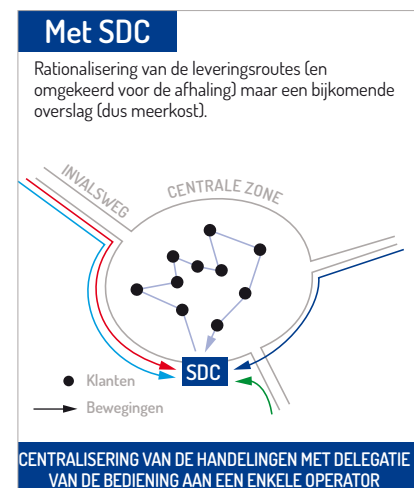 Met SDC
Rationalisering van de leveringsroutes (en
omgekeerd voor de afhaling) maar een bijkomende
overslag (dus meerkost).
INVALSWEG
CENTRALE ZONE
SDC
Klanten
Bewegingen
CENTRALISERING VAN DE HANDELINGEN MET DELEGATIE
VAN DE BEDIENING AAN EEN ENKELE OPERATOR